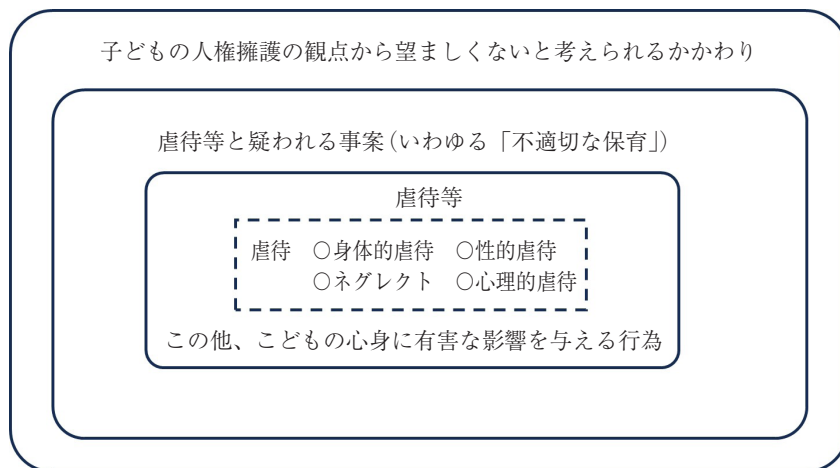 子どもの人権擁護の観点から望ましくないと考えられるかかわり
虐待等と疑われる事案(いわゆる「不適切な保育」)
虐待等
虐待 ○身体的虐待 ○性的虐待
○ネグレクト ○心理的虐待
この他、こどもの心身に有害な影響を与える行為